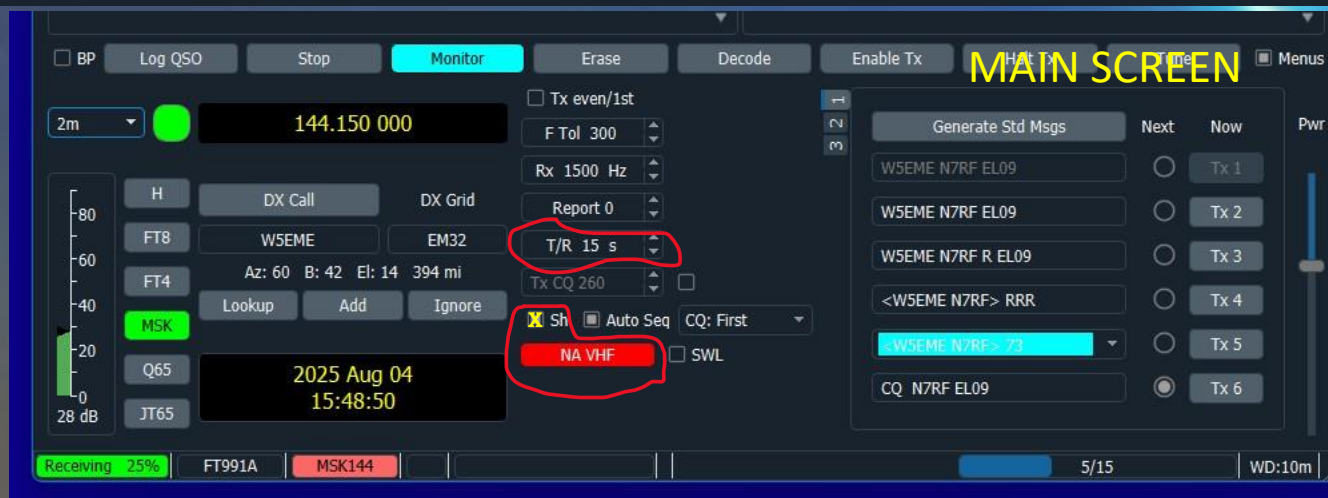 BP Log QSO Stop Monitor Erase Decode Enable Tx Halt Tx Tune Menus
MAIN SCREEN
2m 144.150 000
Tx even/1st
F Tol 300
Rx 1500 Hz
Report 0
T/R 15 s
Tx CQ 260
X Sh Auto Seq CQ: First
NA VHF SWL
1
2
3
-80
-60
-40
-20
-0
28 dB
H
FT8
FT4
MSK
Q65
JT65
DX Call DX Grid
W5EME EM32
Az: 60 B: 42 El: 14 394 mi
Lookup Add Ignore
2025 Aug 04
15:48:50
Generate Std Msgs Next Now Pwr
W5EME N7RF EL09 Tx 1
W5EME N7RF EL09 Tx 2
W5EME N7RF R EL09 Tx 3
<W5EME N7RF> RRR Tx 4
<W5EME N7RF> 73 Tx 5
CQ N7RF EL09 Tx 6
Receiving 25% FT991A MSK144 5/15 WD:10m